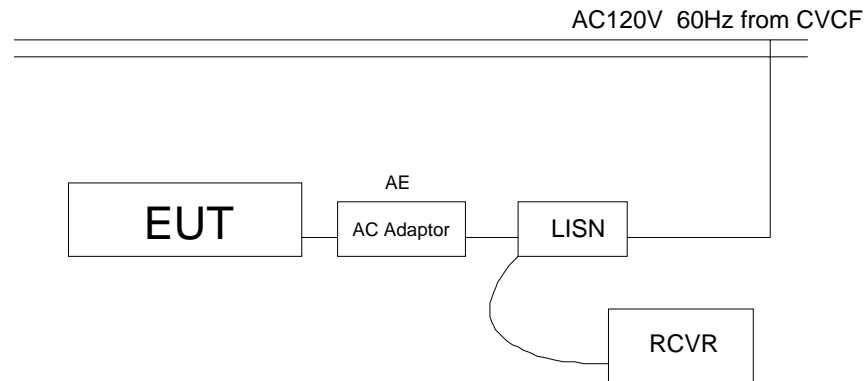 AC120V  60Hz from CVCF
AE
EUT
AC Adaptor
LISN
RCVR